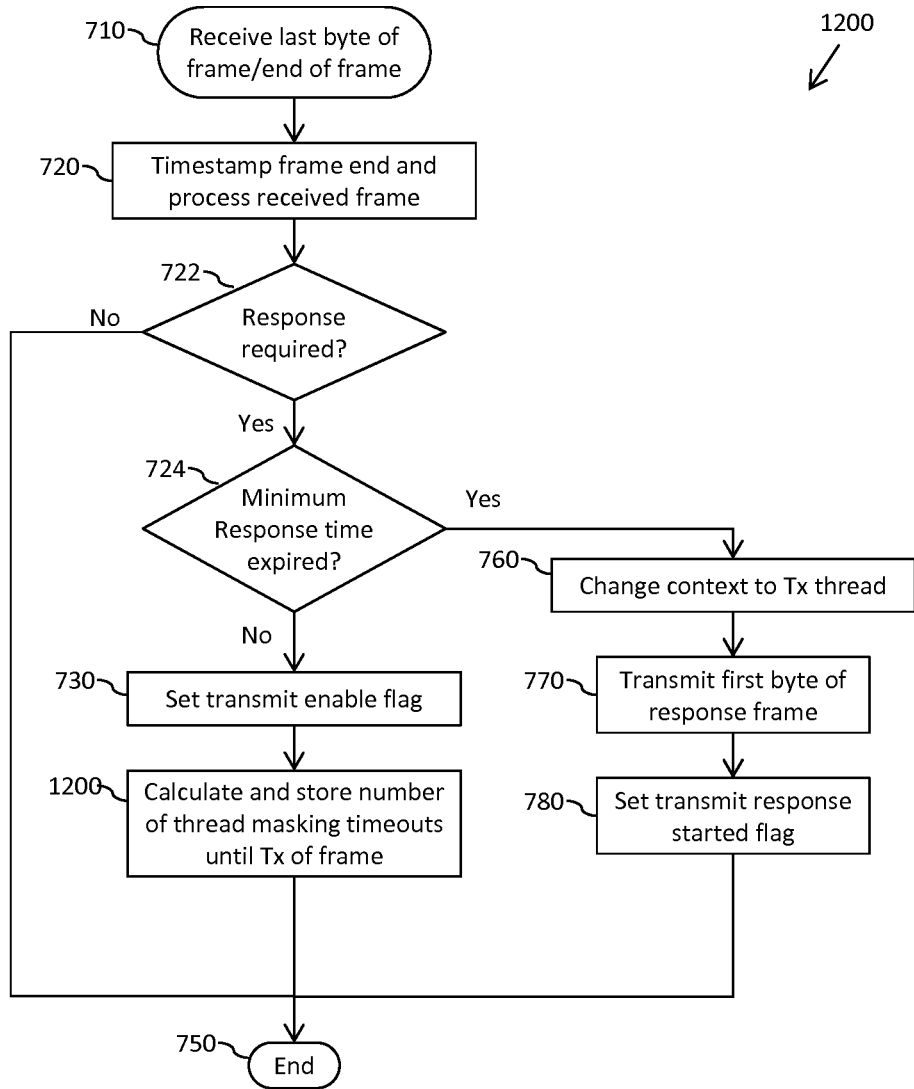 710
Receive last byte of
frame/end of frame
1200
720
Timestamp frame end and
process received frame
722
No
Response
required?
Yes
724
Minimum
Response time
expired?
Yes
No
760
Change context to Tx thread
730
Set transmit enable flag
770
Transmit first byte of
response frame
1200
Calculate and store number
of thread masking timeouts
until Tx of frame
780
Set transmit response
started flag
750
End